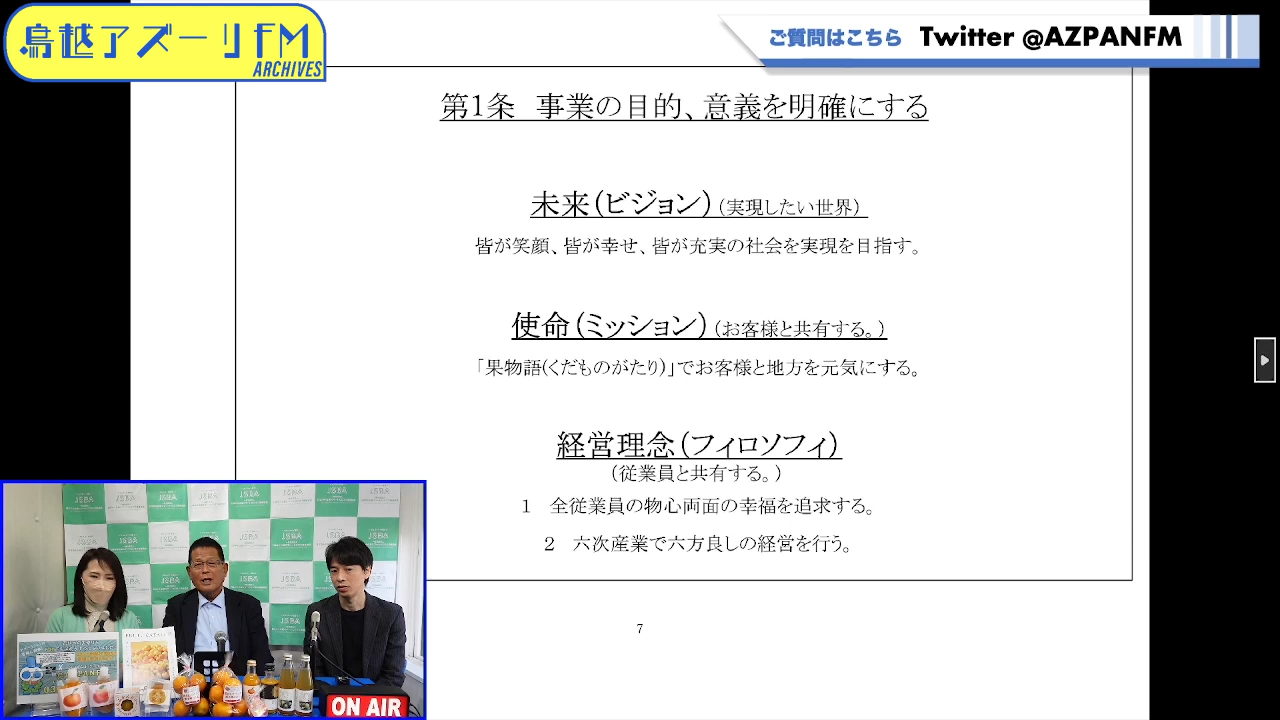 鳥越アズーリFM
ARCHIVES
ご質問はこちら Twitter @AZPANFM
第1条 事業の目的、意義を明確にする
未来(ビジョン)(実現したい世界)
皆が笑顔、皆が幸せ、皆が充実の社会を実現を目指す。
使命(ミッション)(お客様と共有する。)
「果物語(くだものがたり)」でお客様と地方を元気にする。
経営理念(フィロソフィ)
(従業員と共有する。)
1 全従業員の物心両面の幸福を追求する。
2 六次産業で六方良しの経営を行う。
7
JSBA
ON AIR